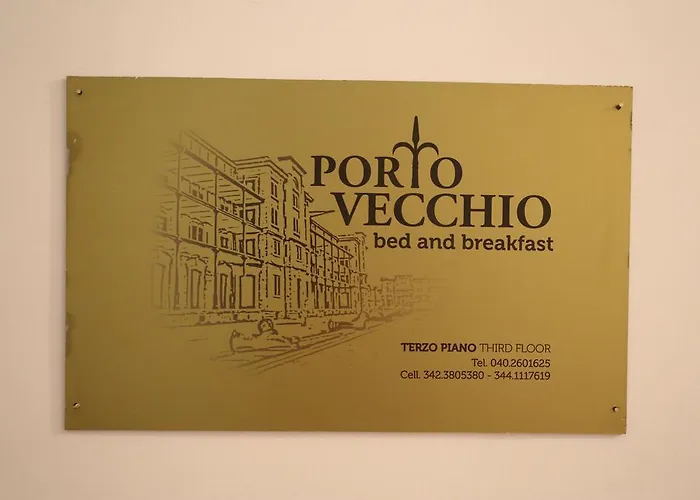 PORTO
VECCHIO
bed and breakfast
TERZO PIANO THIRD FLOOR
Tel. 040.2601625
Cell. 342.3805380 - 344.1117619